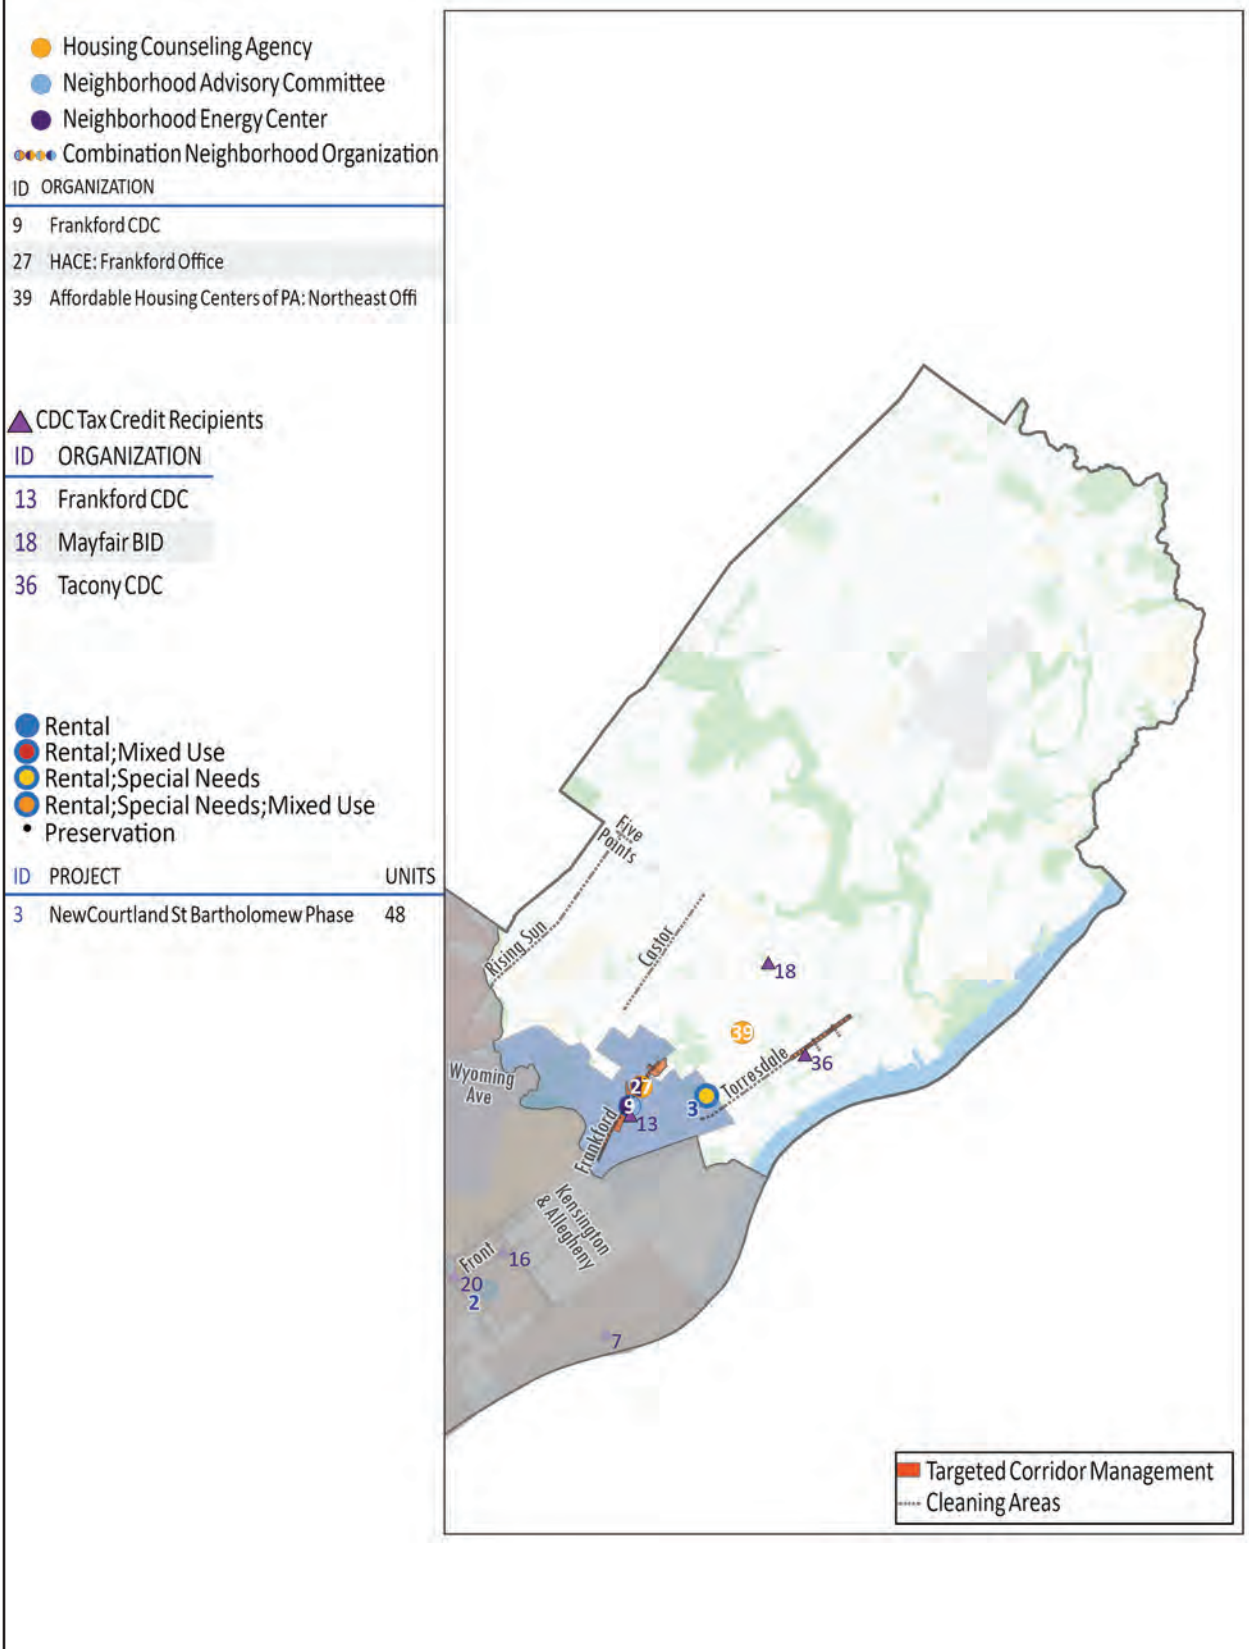 Housing Counseling Agency
Neighborhood Advisory Committee
Neighborhood Energy Center
Combination Neighborhood Organization
ID ORGANIZATION
9 Frankford CDC
27 HACE: Frankford Office
39 Affordable Housing Centers of PA: Northeast Offi
CDC Tax Credit Recipients
ID ORGANIZATION
13 Frankford CDC
18 Mayfair BID
36 Tacony CDC
Rental
Rental;Mixed Use
Rental;Special Needs
Rental;Special Needs;Mixed Use
Preservation
ID PROJECT UNITS
3 NewCourtland St Bartholomew Phase 48
Five
Points
Rising Sun
Castor
18
39
Torresdale
36
Wyoming
Ave
27
9
13
3
Frankford
Kensington
& Allegheny
Front
16
20
2
7
Targeted Corridor Management
Cleaning Areas